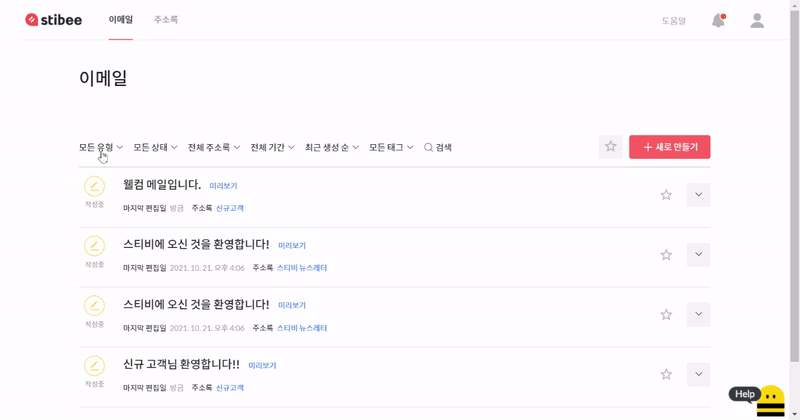 stibee 이메일 주소록 도움말
이메일
모든 유형 모든 상태 전체 주소록 전체 기간 최근 생성 순 모든 태그 검색 + 새로 만들기
웰컴 메일입니다. 미리보기
작성중 마지막 편집일 방금 주소록 신규고객
스티비에 오신 것을 환영합니다! 미리보기
작성중 마지막 편집일 2021. 10. 21. 오후 4:06 주소록 스티비 뉴스레터
스티비에 오신 것을 환영합니다! 미리보기
작성중 마지막 편집일 2021. 10. 21. 오후 4:06 주소록 스티비 뉴스레터
신규 고객님 환영합니다!! 미리보기
작성중 마지막 편집일 방금 주소록 신규고객
Help